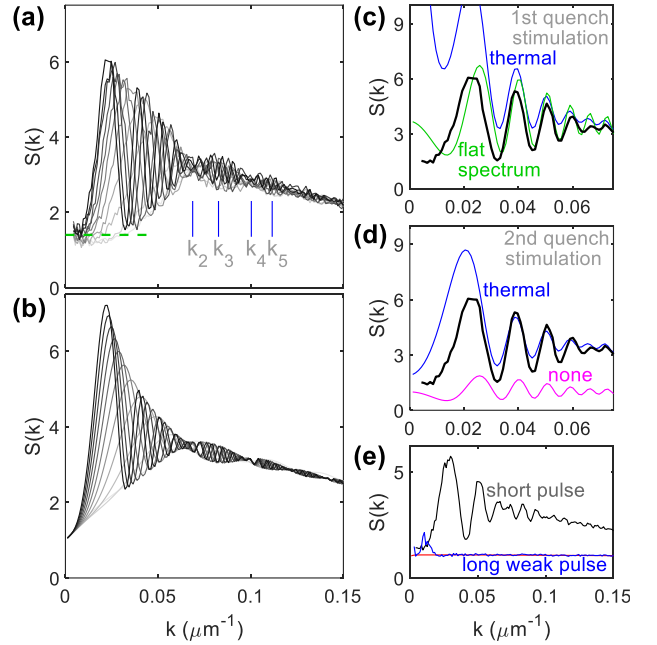 (a)
S(k)
6
4
2
0
k2 k3 k4 k5
(b)
S(k)
6
4
2
0
0 0.05 0.1 0.15
k (μm-1)
(c)
S(k)
9
6
3
0
0.02 0.04 0.06
1st quench
stimulation
thermal
flat
spectrum
(d)
S(k)
9
6
3
0
0.02 0.04 0.06
2nd quench
stimulation
thermal
none
(e)
S(k)
5
0
short pulse
long weak pulse
0 0.05 0.1 0.15
k (μm-1)